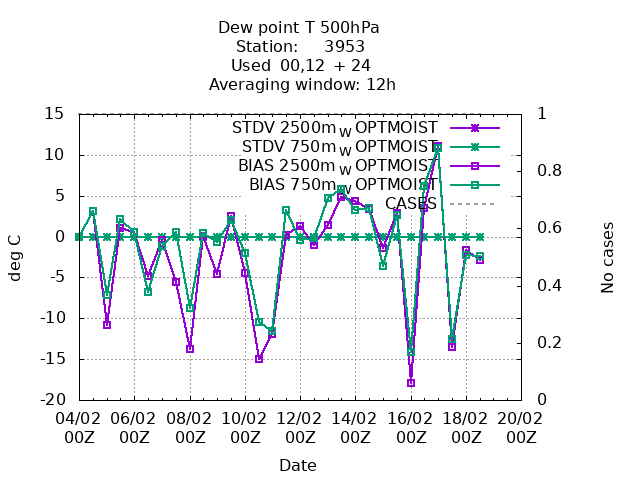 Dew point T 500hPa
Station: 3953
Used 00,12 + 24
Averaging window: 12h
15
10
5
0
-5
-10
-15
-20
deg C
STDV 2500m_W OPTMOIST
STDV 750m_W OPTMOIST
BIAS 2500m_W OPTMOIST
BIAS 750m_W OPTMOIST
CASES
1
0.8
0.6
0.4
0.2
0
No cases
04/02 06/02 08/02 10/02 12/02 14/02 16/02 18/02 20/02
00Z 00Z 00Z 00Z 00Z 00Z 00Z 00Z 00Z
Date